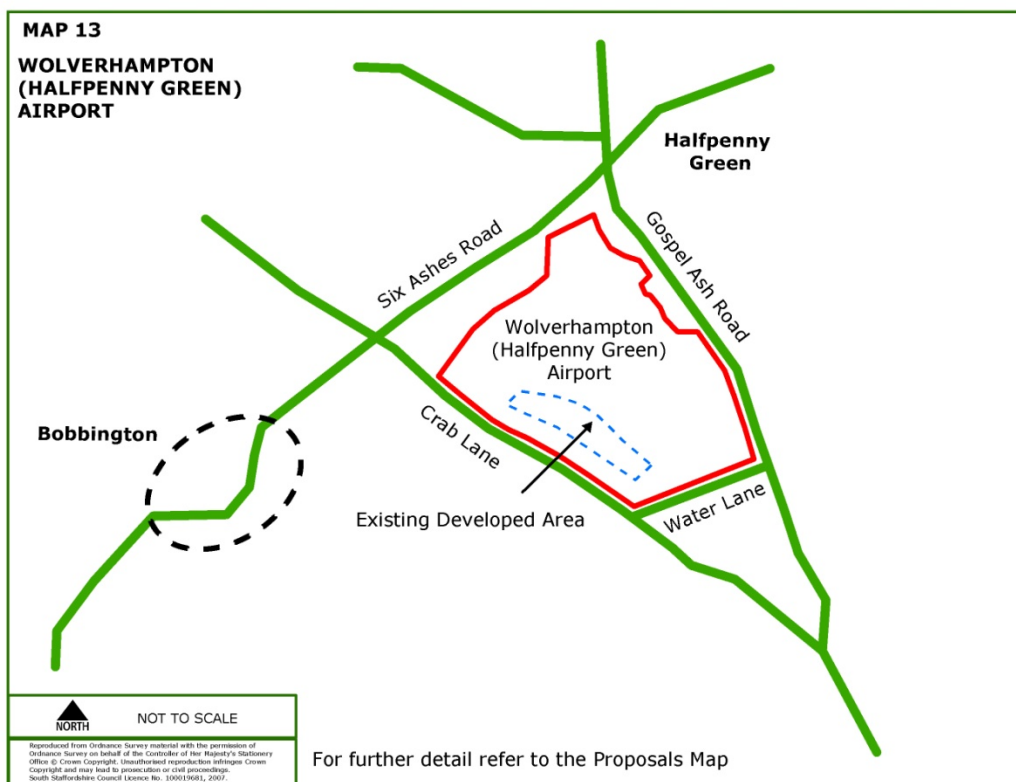 MAP 13
WOLVERHAMPTON
(HALFPENNY GREEN)
AIRPORT
Halfpenny
Green
Six Ashes Road
Gospel Ash Road
Wolverhampton
(Halfpenny Green)
Airport
Bobbington
Crab Lane
Water Lane
Existing Developed Area
NORTH
NOT TO SCALE
Reproduced from Ordnance Survey material with the permission of
Ordnance Survey on behalf of the Controller of Her Majesty's Stationery
Office © Crown Copyright. Unauthorised reproduction infringes Crown
Copyright and may lead to prosecution or civil proceedings.
South Staffordshire Council Licence No. 100019681, 2007.
For further detail refer to the Proposals Map